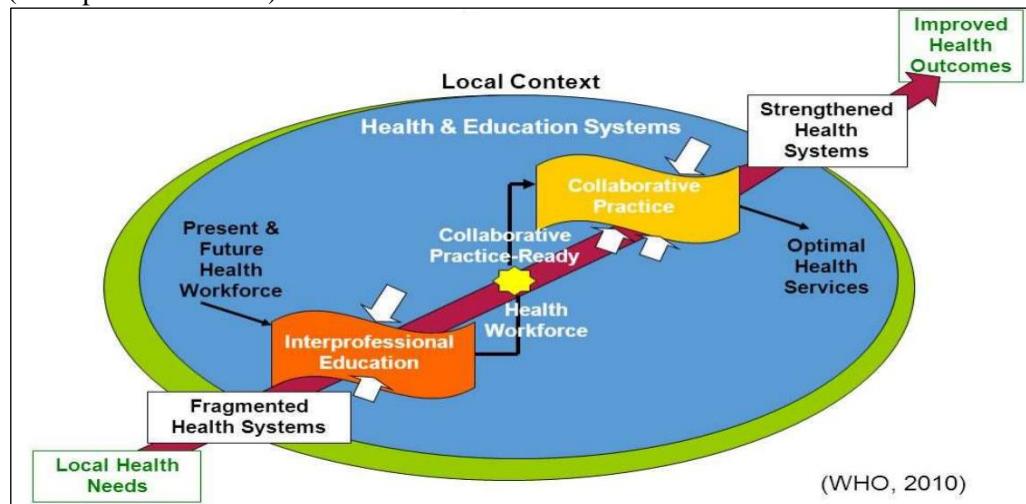 Improved
Health
Outcomes
Local Context
Strengthened
Health
Systems
Health & Education Systems
Collaborative
Practice
Present &
Future
Health
Workforce
Collaborative
Practice-Ready
Optimal
Health
Services
Health
Workforce
Interprofessional
Education
Fragmented
Health Systems
Local Health
Needs
(WHO, 2010)